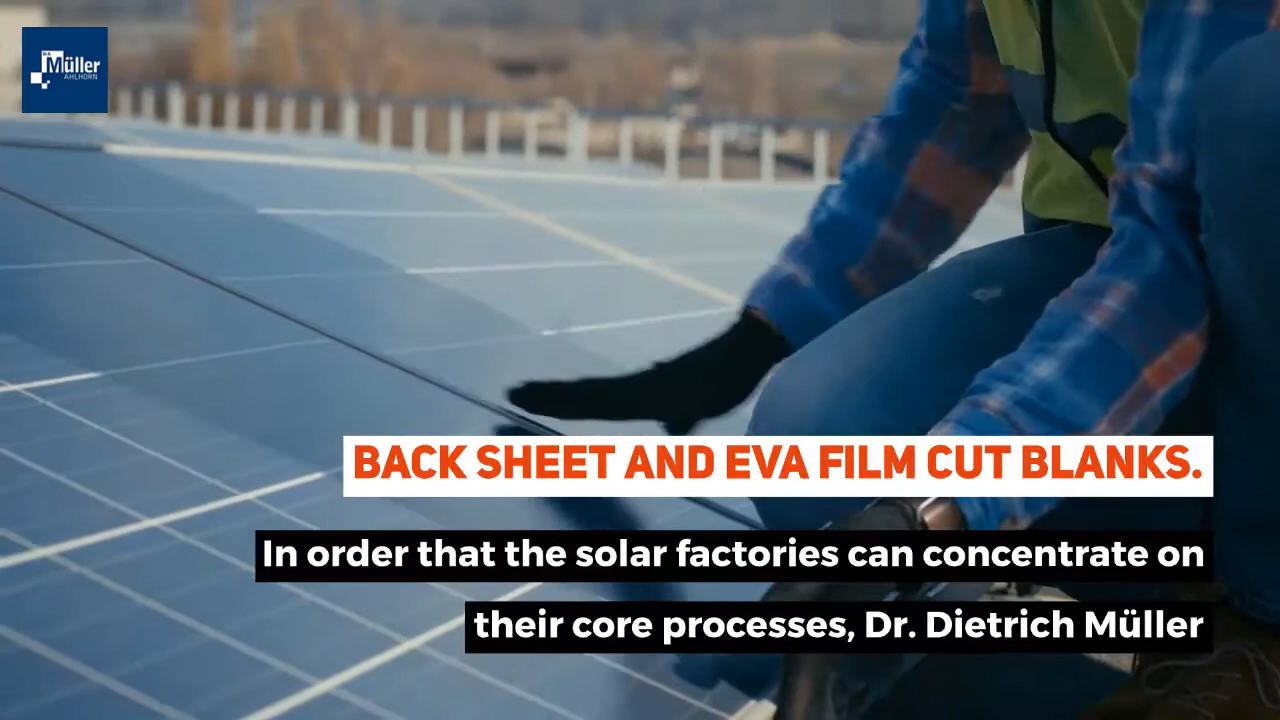 Dr.
Müller
AHLHORN
BACK SHEET AND EVA FILM CUT BLANKS.
In order that the solar factories can concentrate on
their core processes, Dr. Dietrich Müller